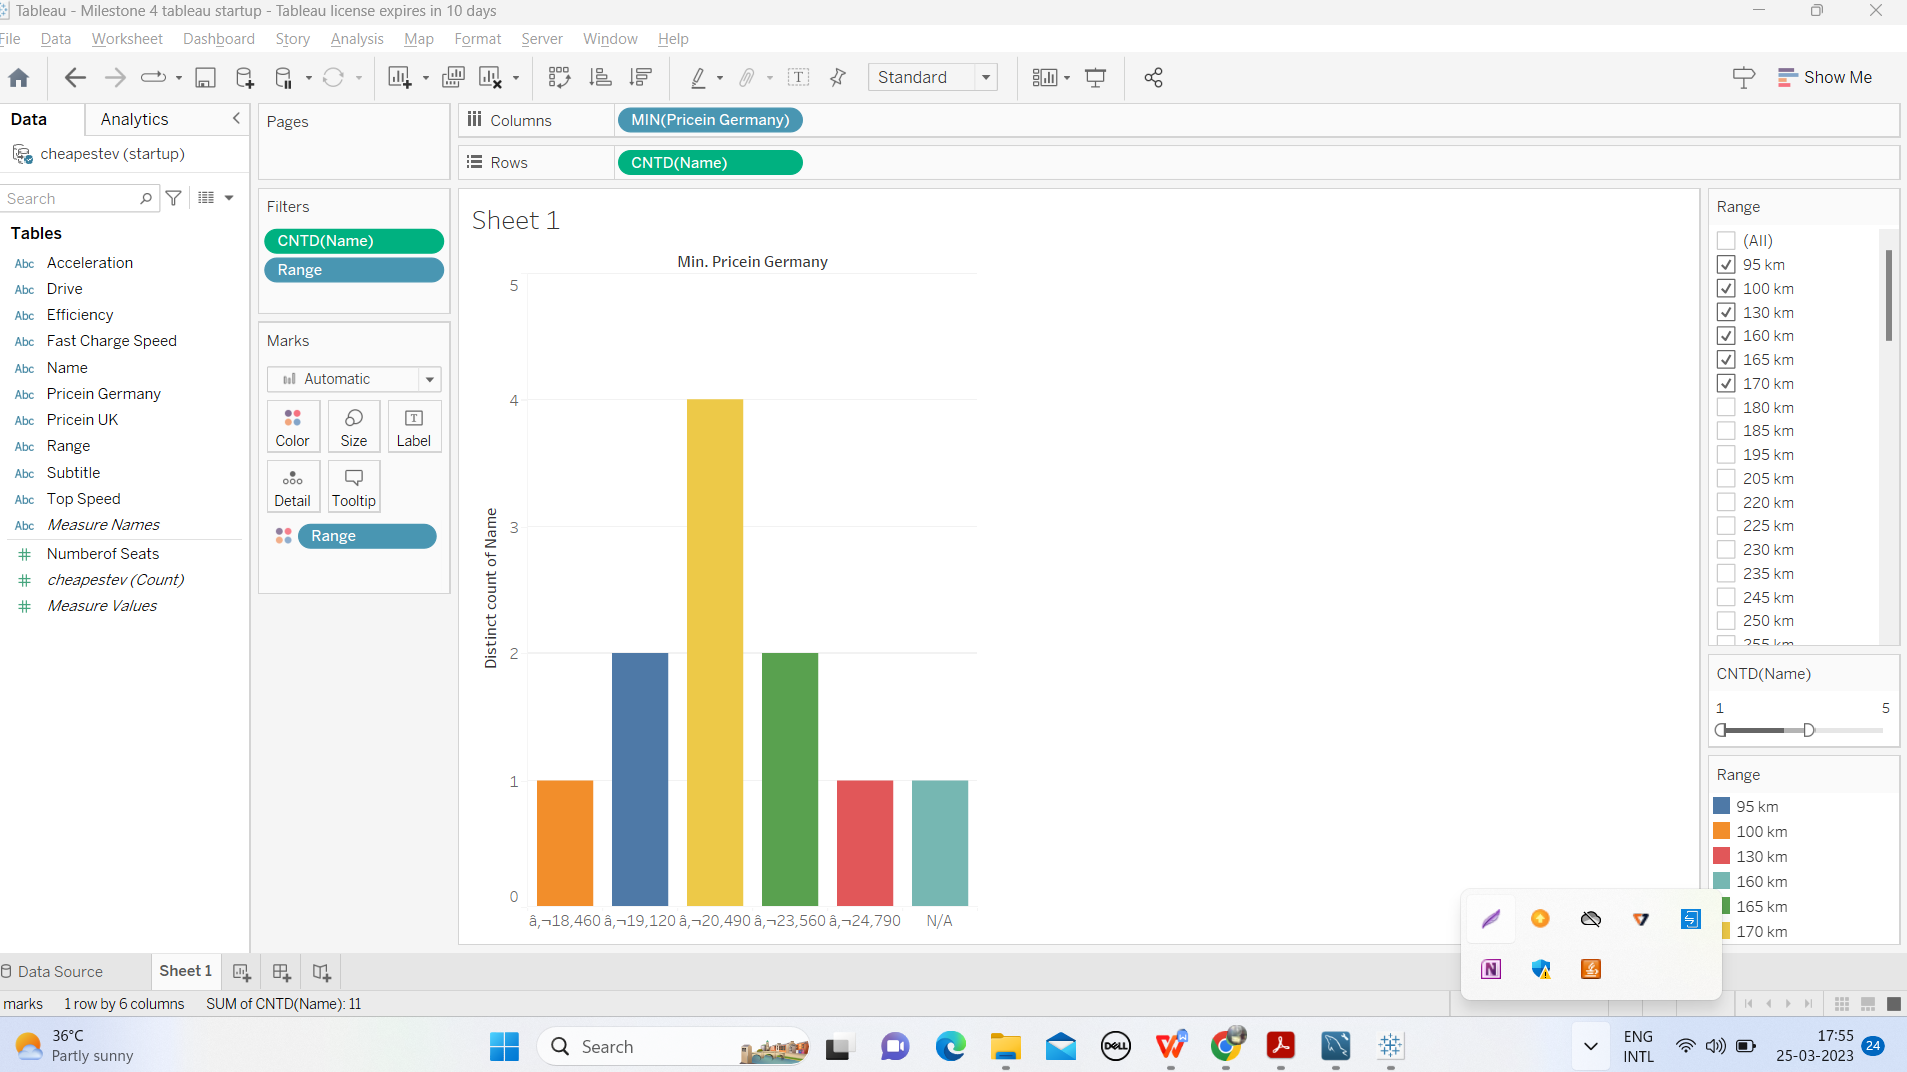 Tableau - Milestone 4 tableau startup - Tableau license expires in 10 days
File Data Worksheet Dashboard Story Analysis Map Format Server Window Help
Standard
Show Me
Data Analytics
cheapestev (startup)
Search
Tables
Abc Acceleration
Abc Drive
Abc Efficiency
Abc Fast Charge Speed
Abc Name
Abc Pricein Germany
Abc Pricein UK
Abc Range
Abc Subtitle
Abc Top Speed
Abc Measure Names
# Numberof Seats
# cheapestev (Count)
# Measure Values
Pages
Filters
CNTD(Name)
Range
Marks
Automatic
Color Size Label
Detail Tooltip
Range
Columns MIN(Pricein Germany)
Rows CNTD(Name)
Sheet 1
Min. Pricein Germany
Distinct count of Name
5
4
3
2
1
0
â‚¬18,460 â‚¬19,120 â‚¬20,490 â‚¬23,560 â‚¬24,790 N/A
Range
(All)
95 km
100 km
130 km
160 km
165 km
170 km
180 km
185 km
195 km
205 km
220 km
225 km
230 km
235 km
245 km
250 km
255 km
CNTD(Name)
1 5
Range
95 km
100 km
130 km
160 km
165 km
170 km
Data Source Sheet 1
marks 1 row by 6 columns SUM of CNTD(Name): 11
36°C
Partly sunny
Search
DELL
ENG
INTL
17:55
25-03-2023
24